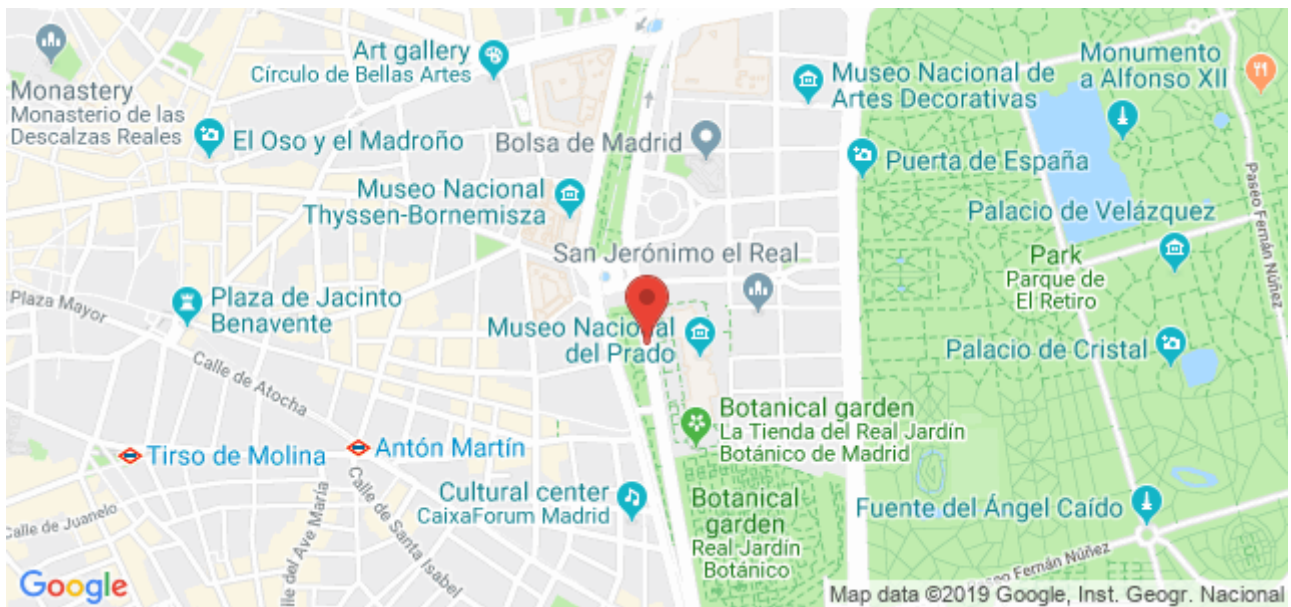 Art gallery
Círculo de Bellas Artes
Monastery
Monasterio de las
Descalzas Reales
El Oso y el Madroño
Bolsa de Madrid
Museo Nacional de
Artes Decorativas
Monumento
a Alfonso XII
Puerta de España
Museo Nacional
Thyssen-Bornemisza
Palacio de Velázquez
Paseo Fernán Núñez
San Jerónimo el Real
Park
Parque de
El Retiro
Plaza Mayor
Plaza de Jacinto
Benavente
Museo Nacional
del Prado
Palacio de Cristal
Calle de Atocha
Botanical garden
La Tienda del Real Jardín
Botánico de Madrid
Tirso de Molina
Antón Martín
Cultural center
CaixaForum Madrid
Botanical
garden
Real Jardín
Botánico
Fuente del Ángel Caído
Calle de Juanelo
Calle del Ave María
Calle de Santa Isabel
Paseo Fernán Núñez
Google
Map data ©2019 Google, Inst. Geogr. Nacional